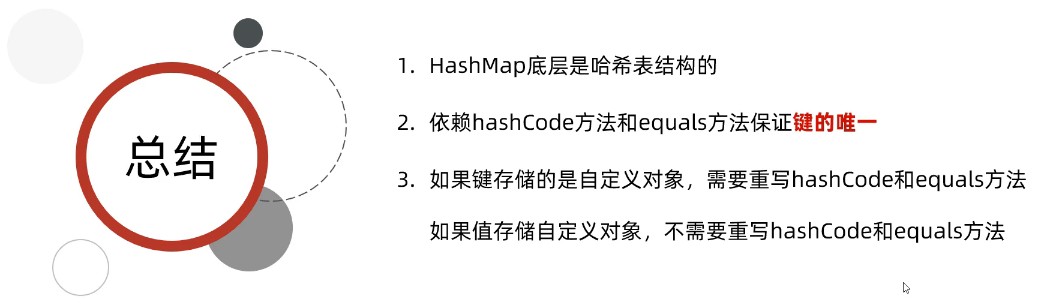 总结
1. HashMap底层是哈希表结构的
2. 依赖hashCode方法和equals方法保证键的唯一
3. 如果键存储的是自定义对象，需要重写hashCode和equals方法
如果值存储自定义对象，不需要重写hashCode和equals方法